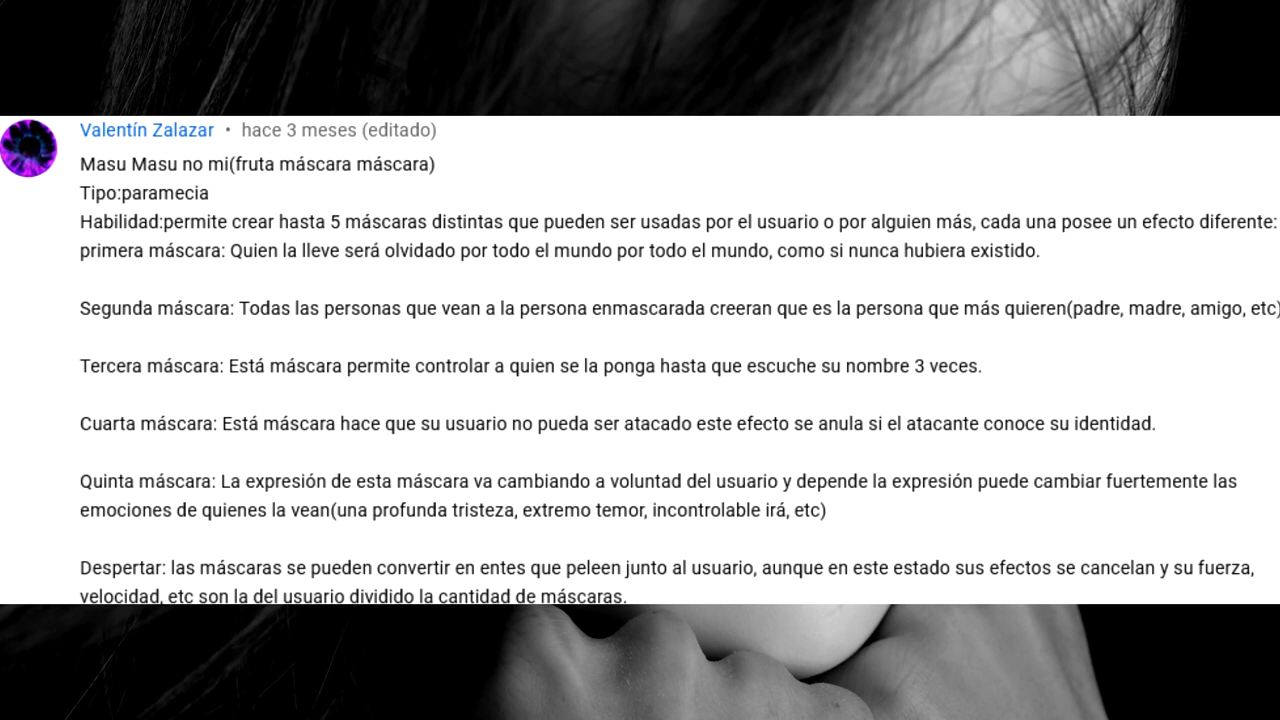 Valentín Zalazar • hace 3 meses (editado)
Masu Masu no mi(fruta máscara máscara)
Tipo:paramecia
Habilidad:permite crear hasta 5 máscaras distintas que pueden ser usadas por el usuario o por alguien más, cada una posee un efecto diferente:
primera máscara: Quien la lleve será olvidado por todo el mundo por todo el mundo, como si nunca hubiera existido.
Segunda máscara: Todas las personas que vean a la persona enmascarada creeran que es la persona que más quieren(padre, madre, amigo, etc)
Tercera máscara: Está máscara permite controlar a quien se la ponga hasta que escuche su nombre 3 veces.
Cuarta máscara: Está máscara hace que su usuario no pueda ser atacado este efecto se anula si el atacante conoce su identidad.
Quinta máscara: La expresión de esta máscara va cambiando a voluntad del usuario y depende la expresión puede cambiar fuertemente las
emociones de quienes la vean(una profunda tristeza, extremo temor, incontrolable irá, etc)
Despertar: las máscaras se pueden convertir en entes que peleen junto al usuario, aunque en este estado sus efectos se cancelan y su fuerza,
velocidad, etc son la del usuario dividido la cantidad de máscaras.